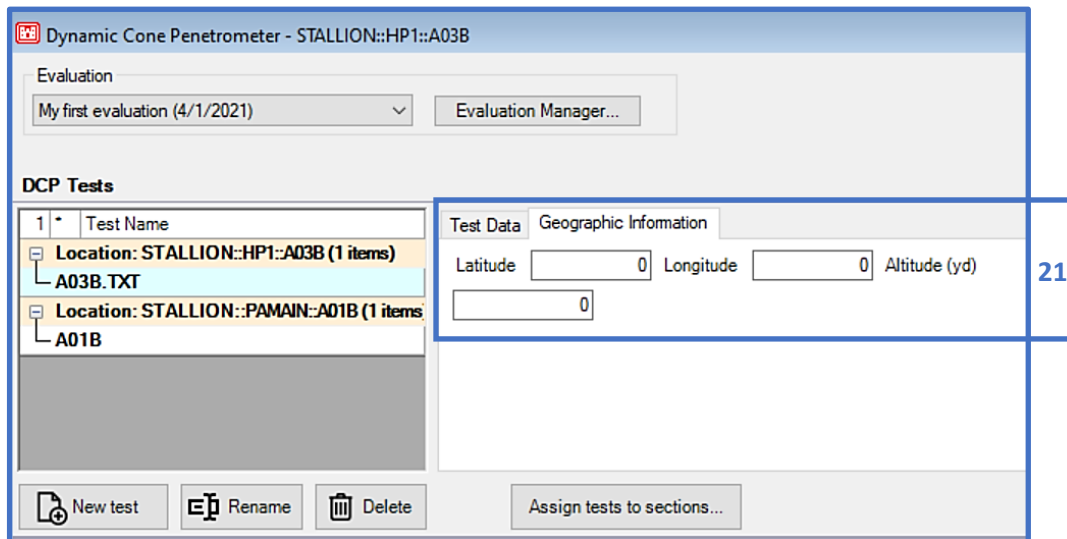 Dynamic Cone Penetrometer - STALLION::HP1::A03B
Evaluation
My first evaluation (4/1/2021)
Evaluation Manager...
DCP Tests
1 * Test Name
Location: STALLION::HP1::A03B (1 items)
A03B.TXT
Location: STALLION::PAMAIN::A01B (1 items
A01B
Test Data Geographic Information
Latitude 0 Longitude 0 Altitude (yd)
0
21
New test Rename Delete Assign tests to sections...